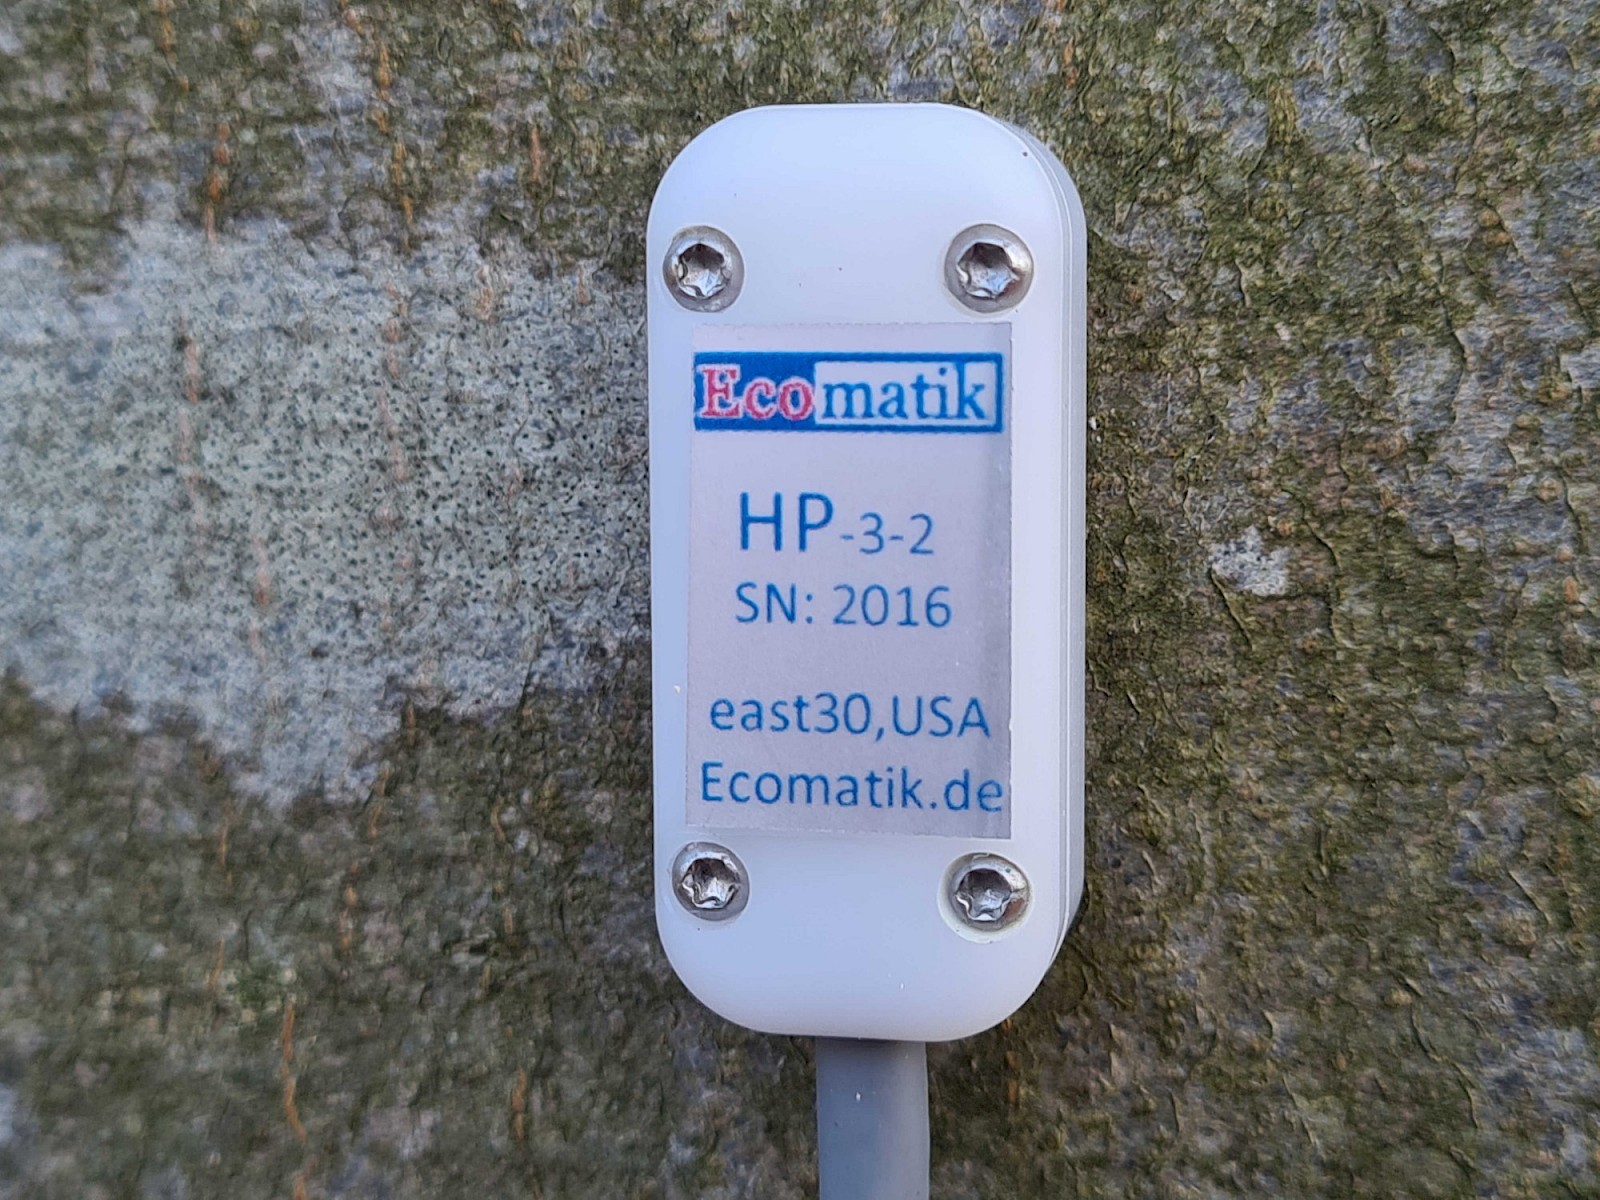 Ecomatik
HP-3-2
SN: 2016
east30,USA
Ecomatik.de